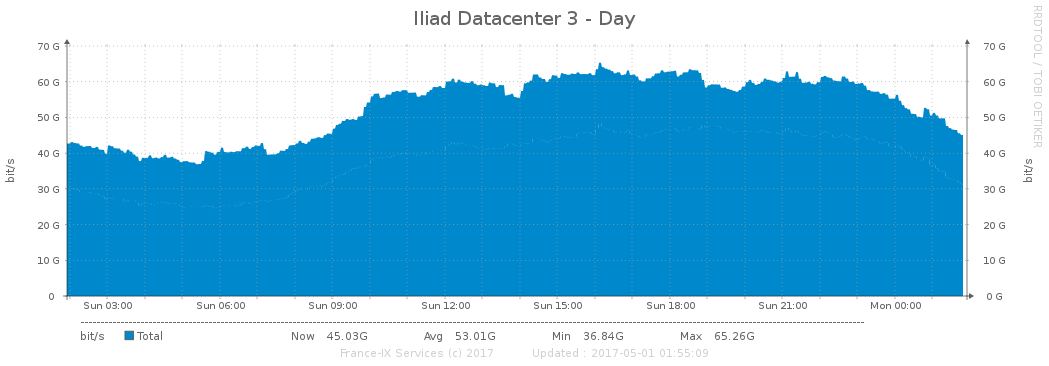 Iliad Datacenter 3 - Day
RRDTOOL / TOBI OETIKER
70 G 70 G
60 G 60 G
50 G 50 G
40 G 40 G
30 G 30 G
20 G 20 G
10 G 10 G
0 0 G
bit/s bit/s
Sun 03:00 Sun 06:00 Sun 09:00 Sun 12:00 Sun 15:00 Sun 18:00 Sun 21:00 Mon 00:00
bit/s Total Now 45.03G Avg 53.01G Min 36.84G Max 65.26G
France-IX Services (c) 2017 Updated : 2017-05-01 01:55:09